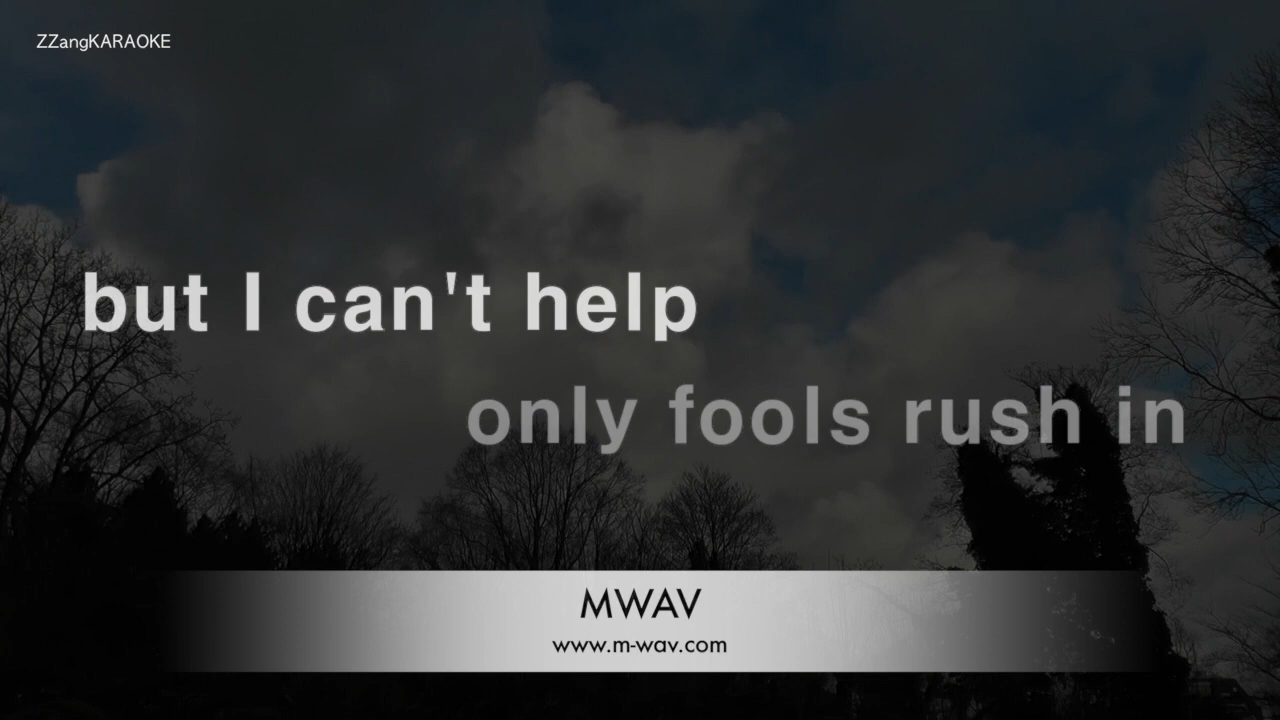 ZZangKARAOKE
but I can't help
only fools rush in
MWAV
www.m-wav.com